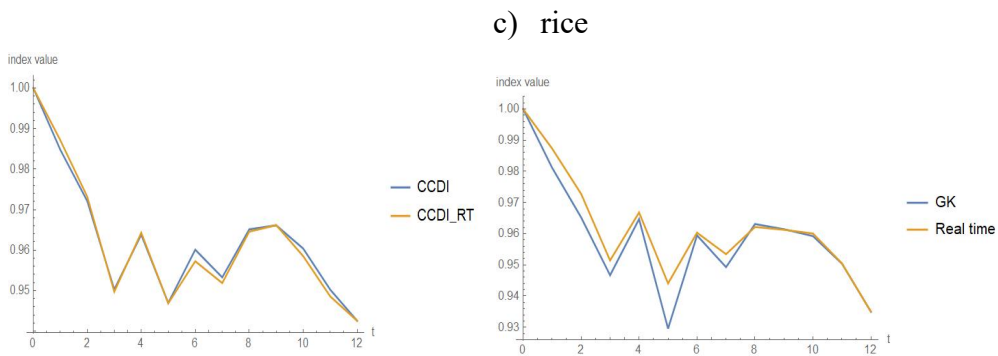 c) rice
index value
1.00
0.99
0.98
0.97
0.96
0.95
0 2 4 6 8 10 12
t
CCDI
CCDI_RT
index value
1.00
0.99
0.98
0.97
0.96
0.95
0.94
0.93
0 2 4 6 8 10 12
t
GK
Real time